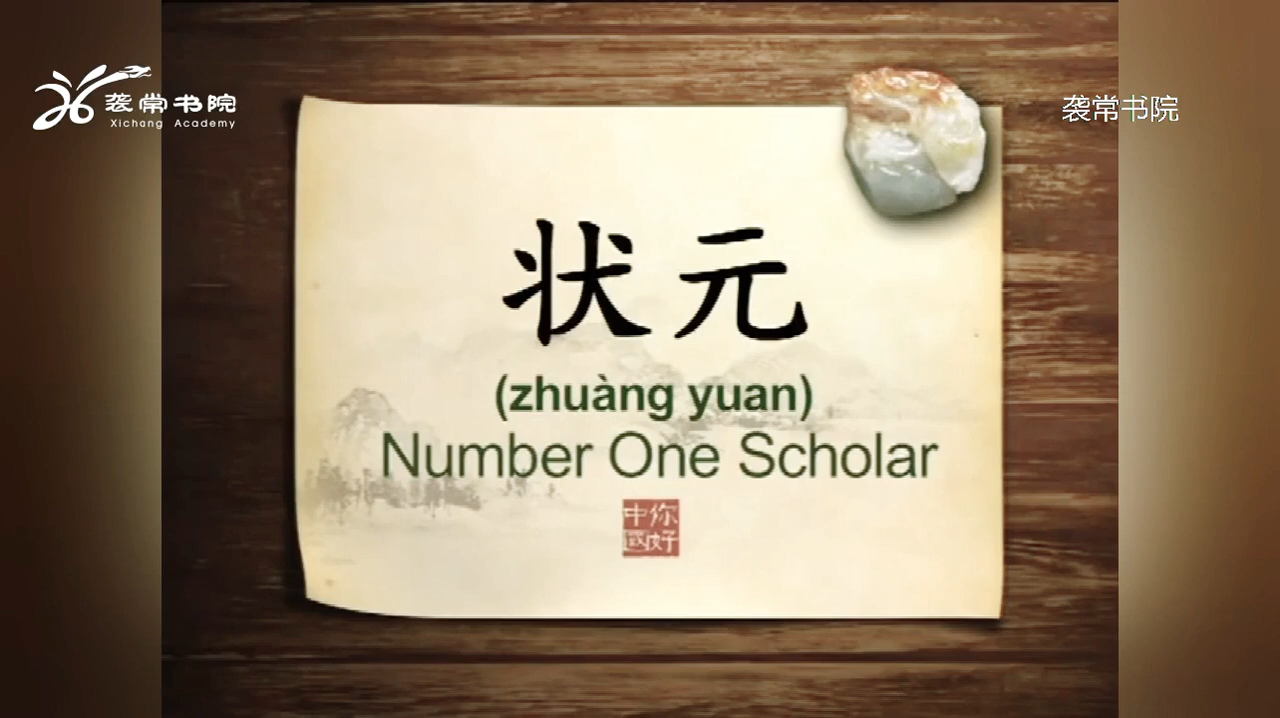 袭常书院
Xichang Academy
袭常书院
状元
(zhuàng yuan)
Number One Scholar
你好
中國